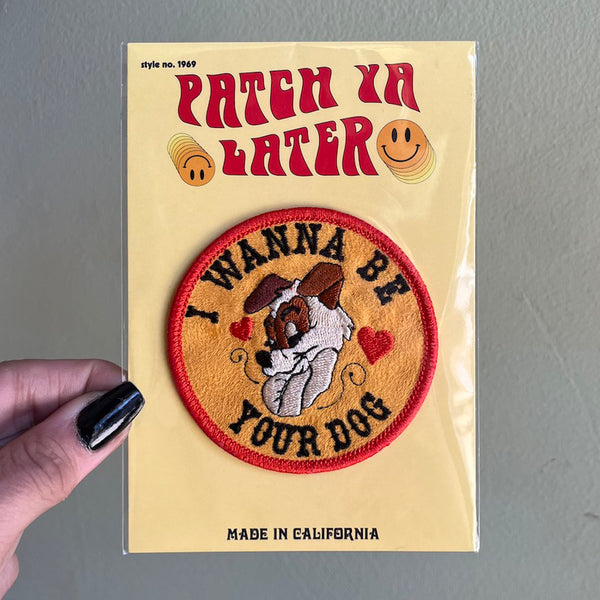 style no. 1969
PATCH YA
LATER
I WANNA BE
YOUR DOG
MADE IN CALIFORNIA